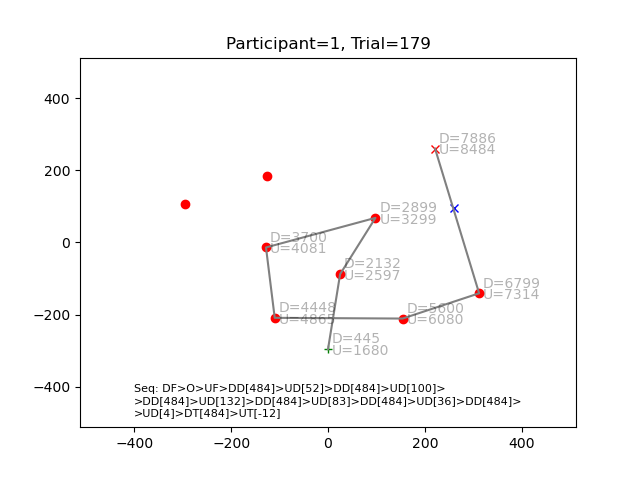 Participant=1, Trial=179
400
200
0
−200
−400
−400
−200
0
200
400
D=7886
U=8484
D=2899
U=3299
D=3700
U=4081
D=2132
U=2597
D=6799
U=7314
D=4448
U=4865
D=5600
U=6080
D=445
U=1680
Seq: DF>O>UF>DD[484]>UD[52]>DD[484]>UD[100]>
>DD[484]>UD[132]>DD[484]>UD[83]>DD[484]>UD[36]>DD[484]>
>UD[4]>DT[484]>UT[-12]